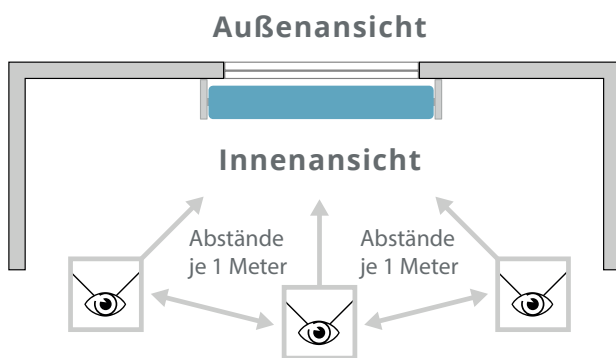 Außenansicht
Innenansicht
Abstände
je 1 Meter
Abstände
je 1 Meter